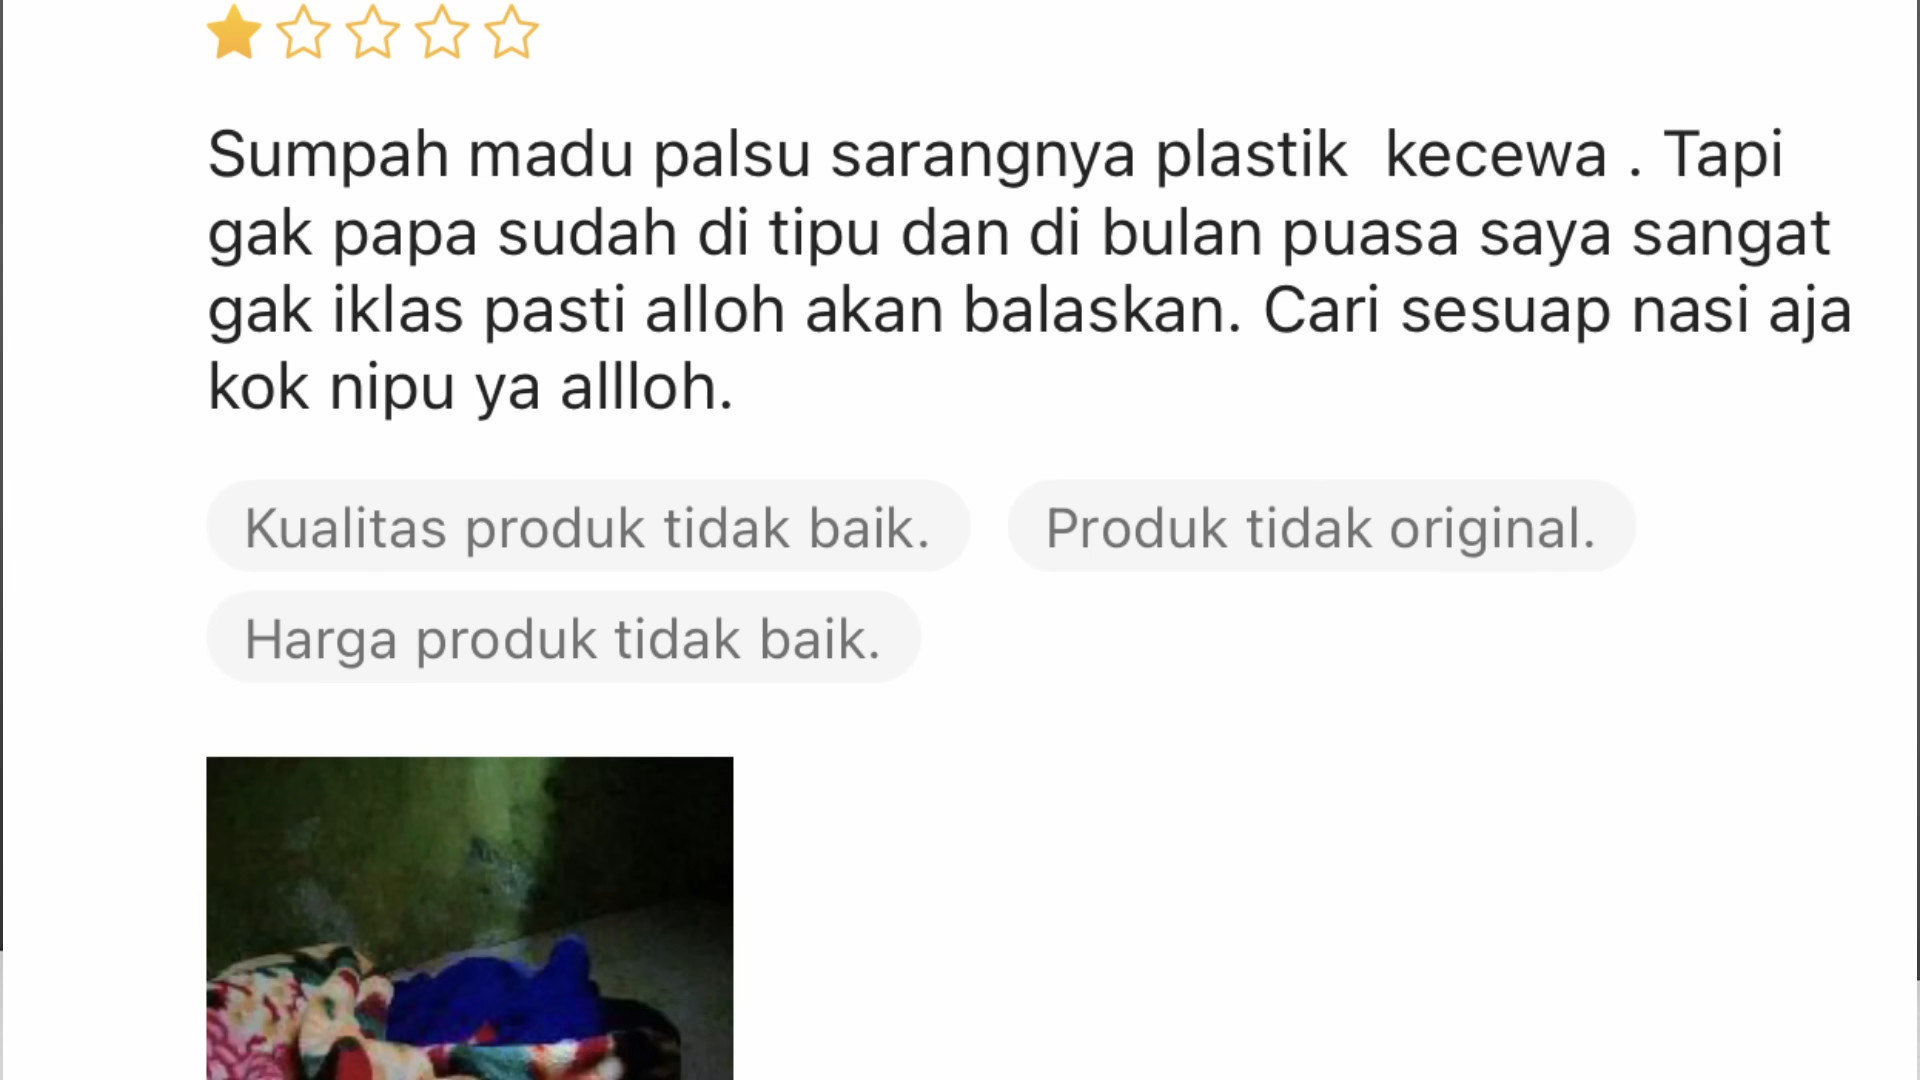 Sumpah madu palsu sarangnya plastik  kecewa . Tapi
gak papa sudah di tipu dan di bulan puasa saya sangat
gak iklas pasti alloh akan balaskan. Cari sesuap nasi aja
kok nipu ya allloh.
Kualitas produk tidak baik.
Produk tidak original.
Harga produk tidak baik.